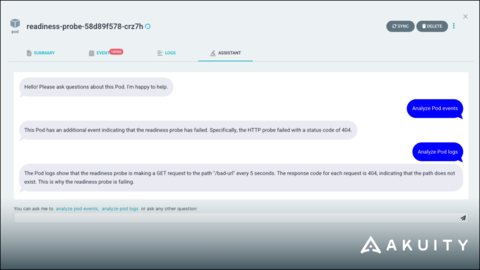 readiness-probe-58d89f578-crz7h
pod
SYNC
DELETE
SUMMARY
EVENTS
LOGS
ASSISTANT
Hello! Please ask questions about this Pod. I'm happy to help.
Analyze Pod events
This Pod has an additional event indicating that the readiness probe has failed. Specifically, the HTTP probe failed with a status code of 404.
Analyze Pod logs
The Pod logs show that the readiness probe is making a GET request to the path "/bad-url" every 5 seconds. The response code for each request is 404, indicating that the path does not
exist. This is why the readiness probe is failing.
You can ask me to analyze pod events, analyze pod logs or ask any other question:
AKUITY